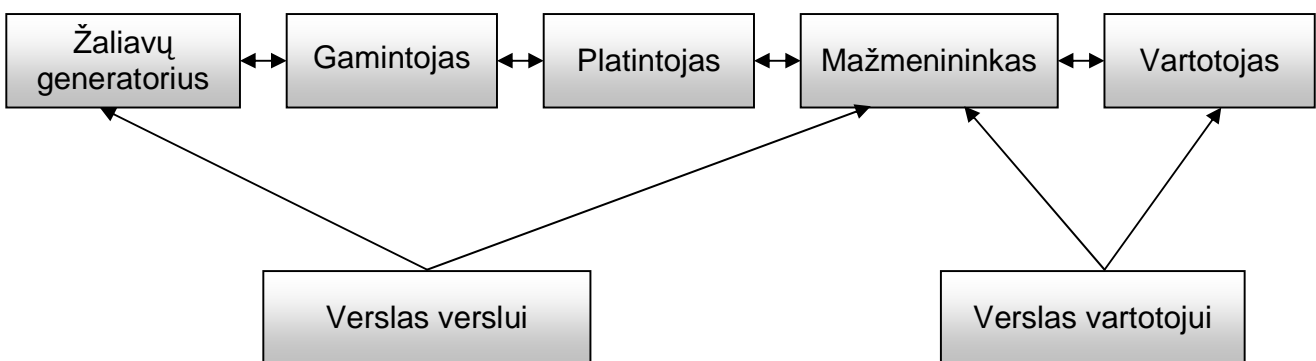 Žaliavų
generatorius
Gamintojas
Platintojas
Mažmenininkas
Vartotojas
Verslas verslui
Verslas vartotojui